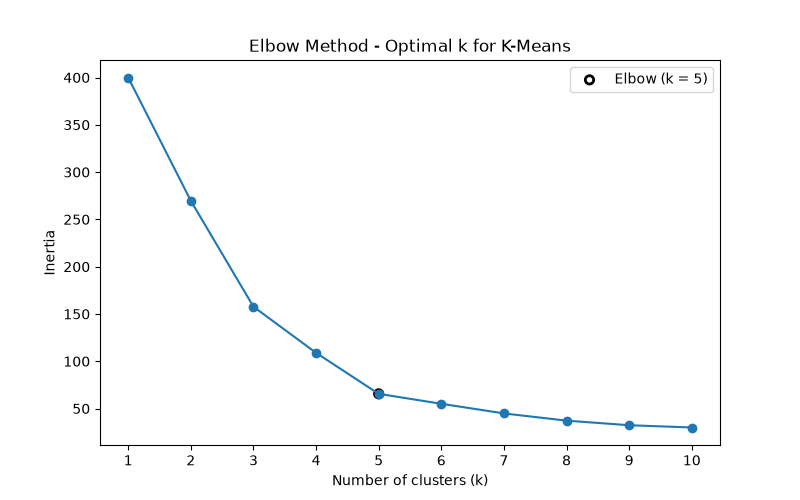 Elbow Method - Optimal k for K-Means
Elbow (k = 5)
400
350
300
250
200
150
100
50
Inertia
1 2 3 4 5 6 7 8 9 10
Number of clusters (k)